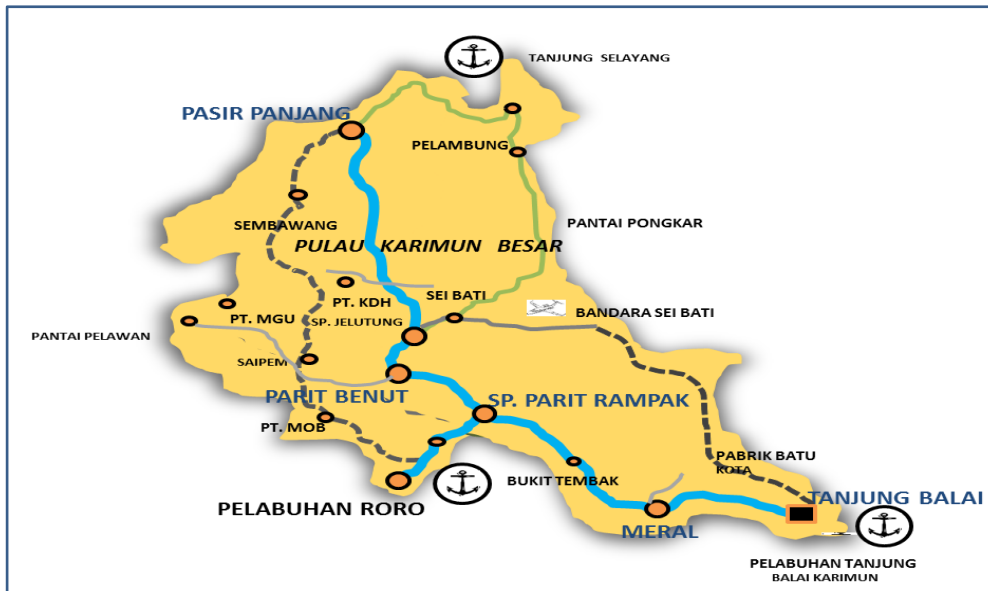 TANJUNG SELAYANG
PASIR PANJANG
PELAMBUNG
SEMBAWANG
PANTAI PONGKAR
PULAU KARIMUN BESAR
PT. KDH
SEI BATI
PT. MGU
SP. JELUTUNG
BANDARA SEI BATI
PANTAI PELAWAN
SAIPEM
PARIT BENUT
SP. PARIT RAMPAK
PT. MOB
PABRIK BATU
KOTA
BUKIT TEMBAK
TANJUNG BALAI
PELABUHAN RORO
MERAL
PELABUHAN TANJUNG
BALAI KARIMUN